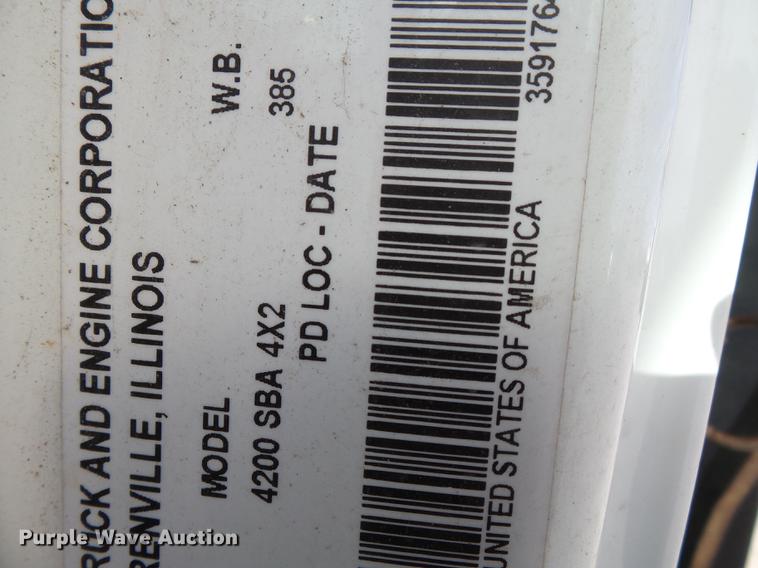 RUCK AND ENGINE CORPORATIO
RENVILLE, ILLINOIS
MODEL W.B.
4200 SBA 4X2 385
PD LOC - DATE
359176
UNITED STATES OF AMERICA
Purple Wave Auction